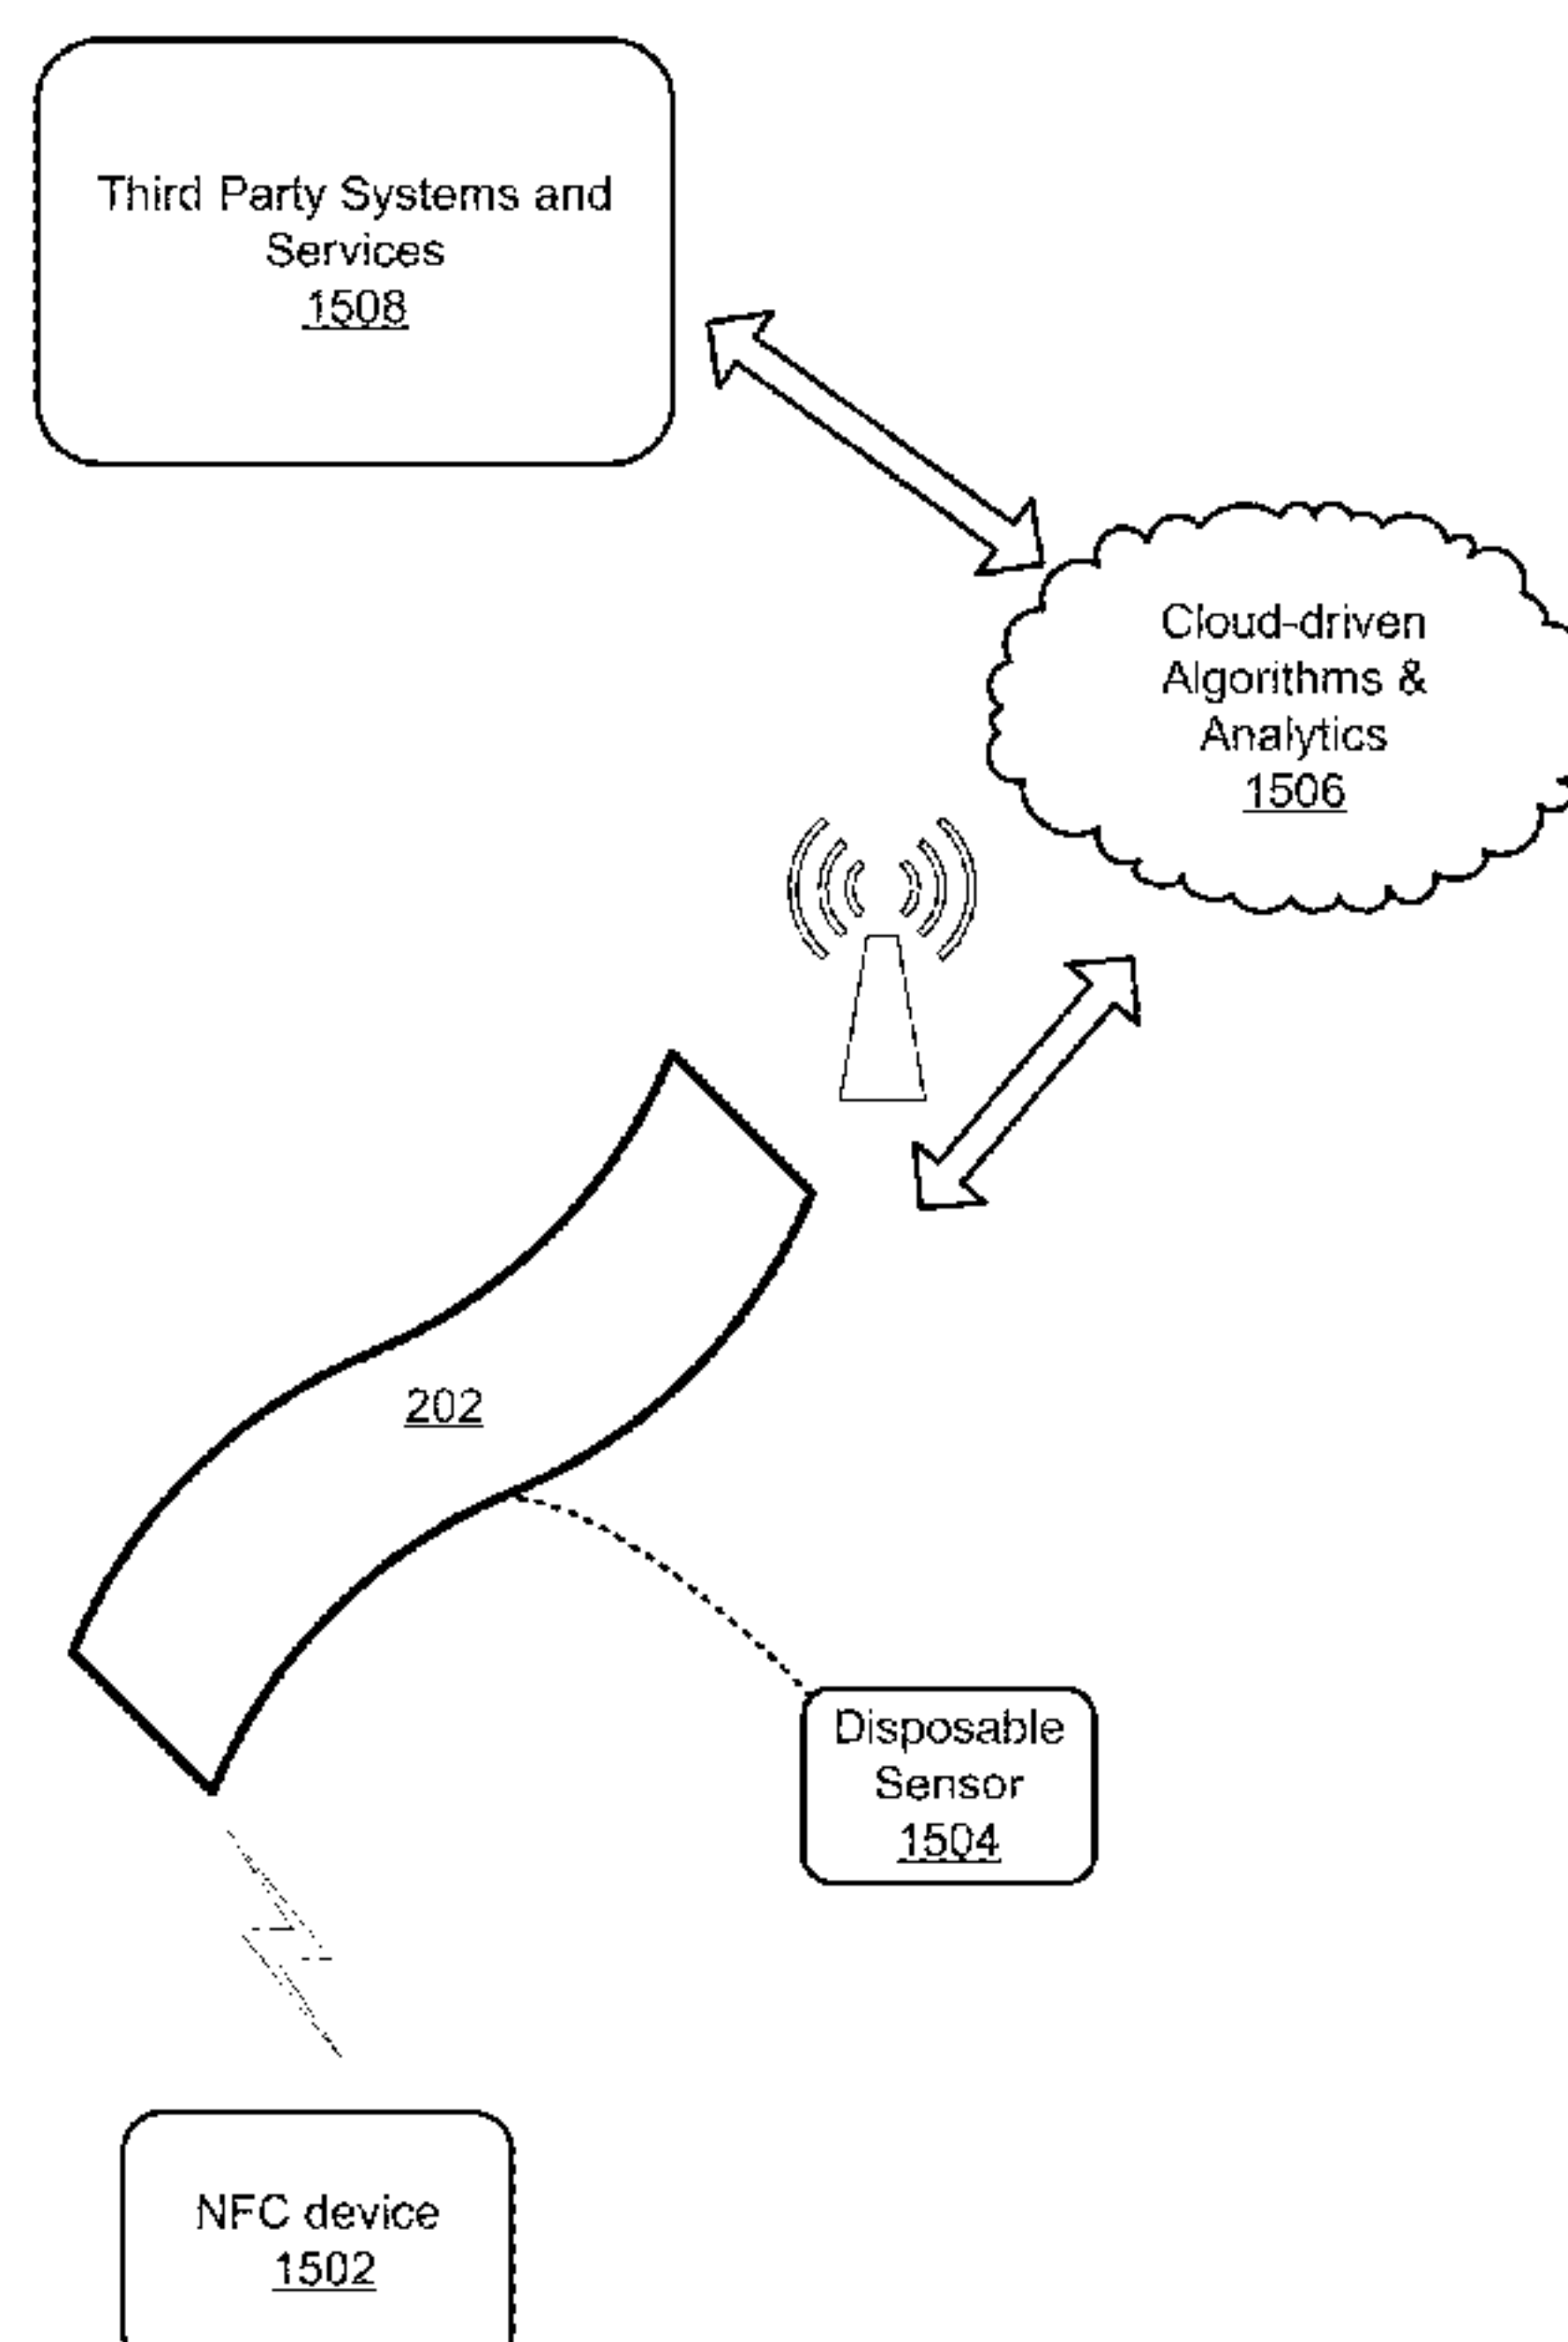 Third Party Systems and
Services
1508
Cloud-driven
Algorithms &
Analytics
1506
202
Disposable
Sensor
1504
NFC device
1502